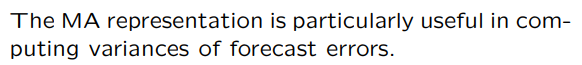 The MA representation is particularly useful in com-
puting variances of forecast errors.